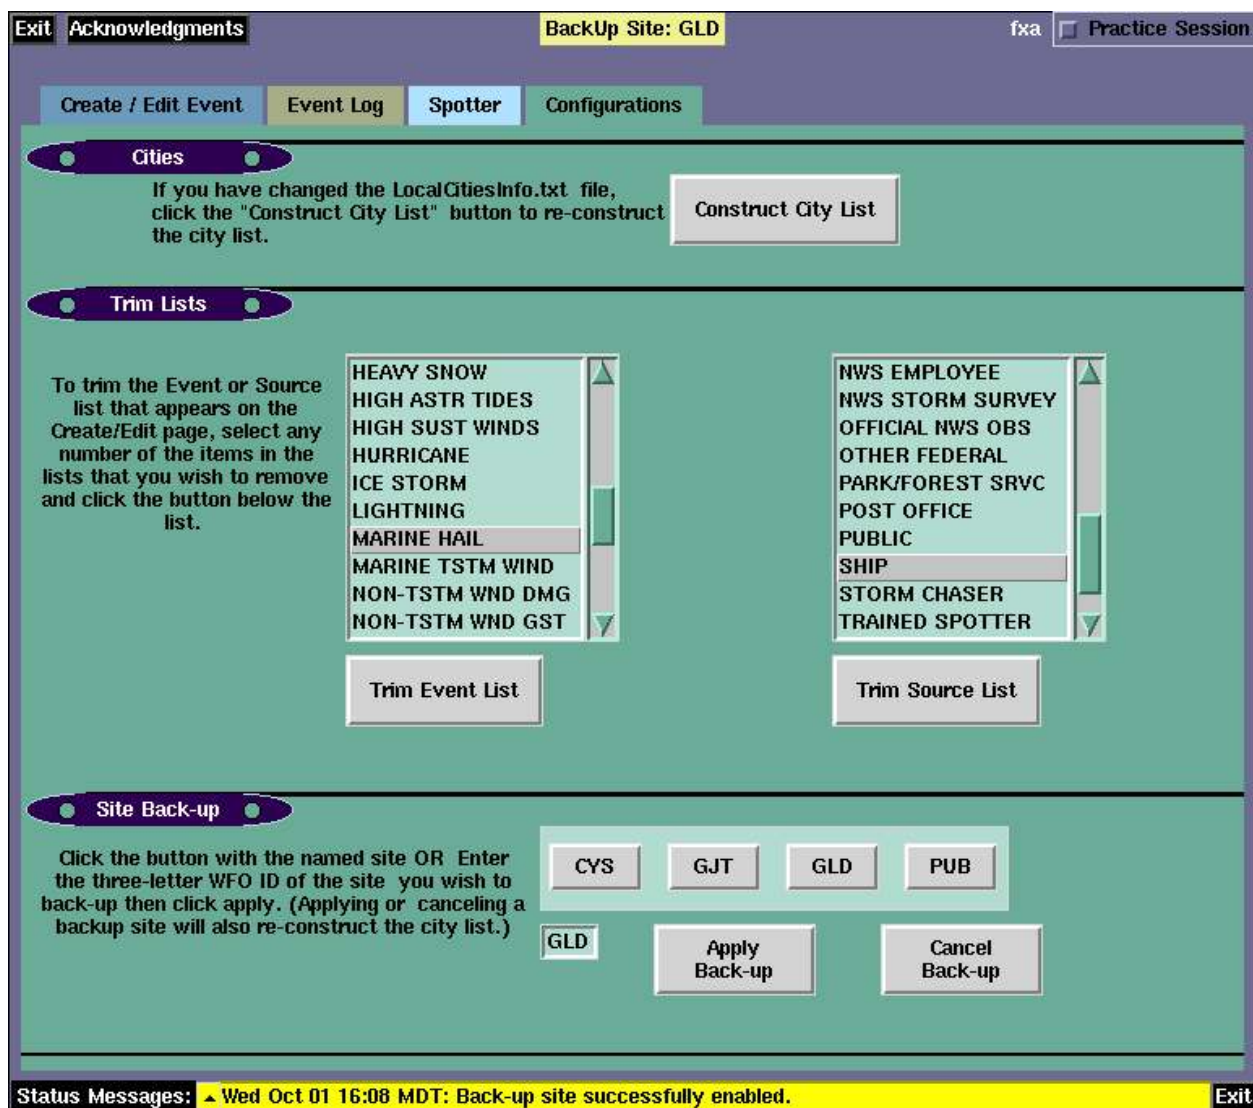 Exit Acknowledgments BackUp Site: GLD fxa Practice Session
Create / Edit Event Event Log Spotter Configurations
Cities
If you have changed the LocalCitiesInfo.txt file,
click the "Construct City List" button to re-construct
the city list.
Construct City List
Trim Lists
To trim the Event or Source
list that appears on the
Create/Edit page, select any
number of the items in the
lists that you wish to remove
and click the button below the
list.
HEAVY SNOW
HIGH ASTR TIDES
HIGH SUST WINDS
HURRICANE
ICE STORM
LIGHTNING
MARINE HAIL
MARINE TSTM WIND
NON-TSTM WND DMG
NON-TSTM WND GST
Trim Event List
NWS EMPLOYEE
NWS STORM SURVEY
OFFICIAL NWS OBS
OTHER FEDERAL
PARK/FOREST SRVC
POST OFFICE
PUBLIC
SHIP
STORM CHASER
TRAINED SPOTTER
Trim Source List
Site Back-up
Click the button with the named site OR Enter
the three-letter WFO ID of the site you wish to
back-up then click apply. (Applying or canceling a
backup site will also re-construct the city list.)
CYS GJT GLD PUB
GLD
Apply
Back-up
Cancel
Back-up
Status Messages: Wed Oct 01 16:08 MDT: Back-up site successfully enabled. Exit